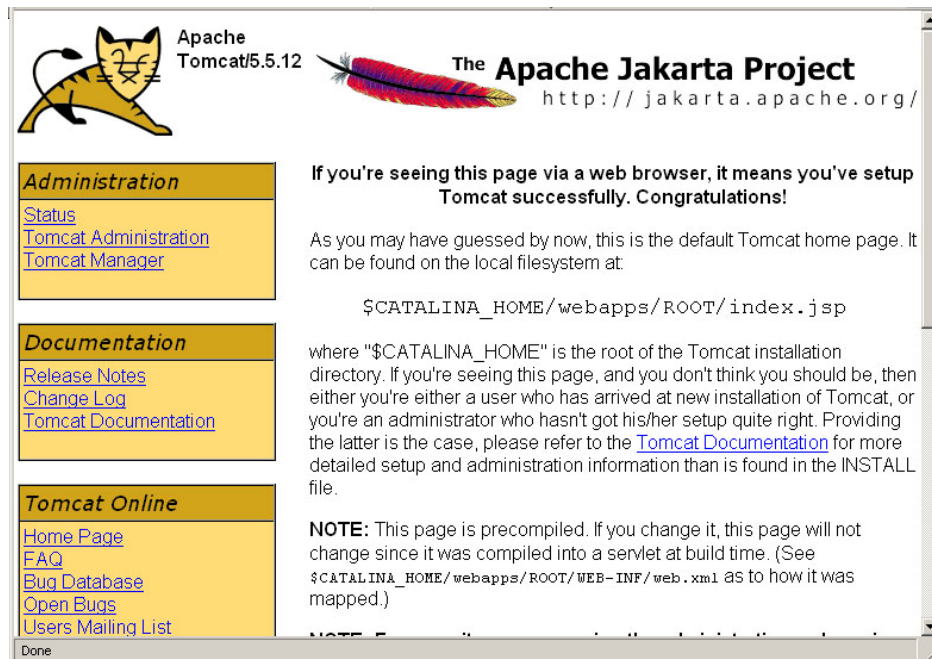 Apache
Tomcat/5.5.12
The Apache Jakarta Project
http://jakarta.apache.org/
Administration
Status
Tomcat Administration
Tomcat Manager
Documentation
Release Notes
Change Log
Tomcat Documentation
Tomcat Online
Home Page
FAQ
Bug Database
Open Bugs
Users Mailing List
If you're seeing this page via a web browser, it means you've setup
Tomcat successfully. Congratulations!
As you may have guessed by now, this is the default Tomcat home page. It
can be found on the local filesystem at:
$CATALINA_HOME/webapps/ROOT/index.jsp
where "$CATALINA_HOME" is the root of the Tomcat installation
directory. If you're seeing this page, and you don't think you should be, then
either you're either a user who has arrived at new installation of Tomcat, or
you're an administrator who hasn't got his/her setup quite right. Providing
the latter is the case, please refer to the Tomcat Documentation for more
detailed setup and administration information than is found in the INSTALL
file.
NOTE: This page is precompiled. If you change it, this page will not
change since it was compiled into a servlet at build time. (See
$CATALINA_HOME/webapps/ROOT/WEB-INF/web.xml as to how it was
mapped.)
Done